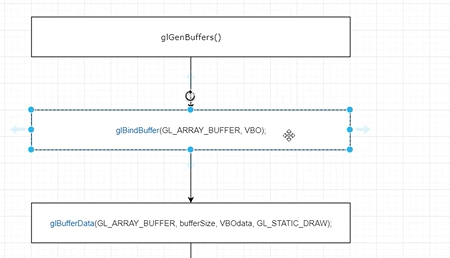 glGenBuffers()
glBindBuffer(GL_ARRAY_BUFFER, VBO);
glBufferData(GL_ARRAY_BUFFER, bufferSize, VBOdata, GL_STATIC_DRAW);